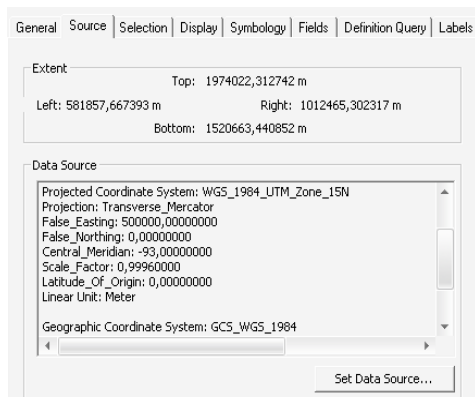 General Source Selection Display Symbology Fields Definition Query Labels
Extent
Top: 1974022,312742 m
Left: 581857,667393 m Right: 1012465,302317 m
Bottom: 1520663,440852 m
Data Source
Projected Coordinate System: WGS_1984_UTM_Zone_15N
Projection: Transverse_Mercator
False_Easting: 500000,00000000
False_Northing: 0,00000000
Central_Meridian: -93,00000000
Scale_Factor: 0,99960000
Latitude_Of_Origin: 0,00000000
Linear Unit: Meter
Geographic Coordinate System: GCS_WGS_1984
Set Data Source...